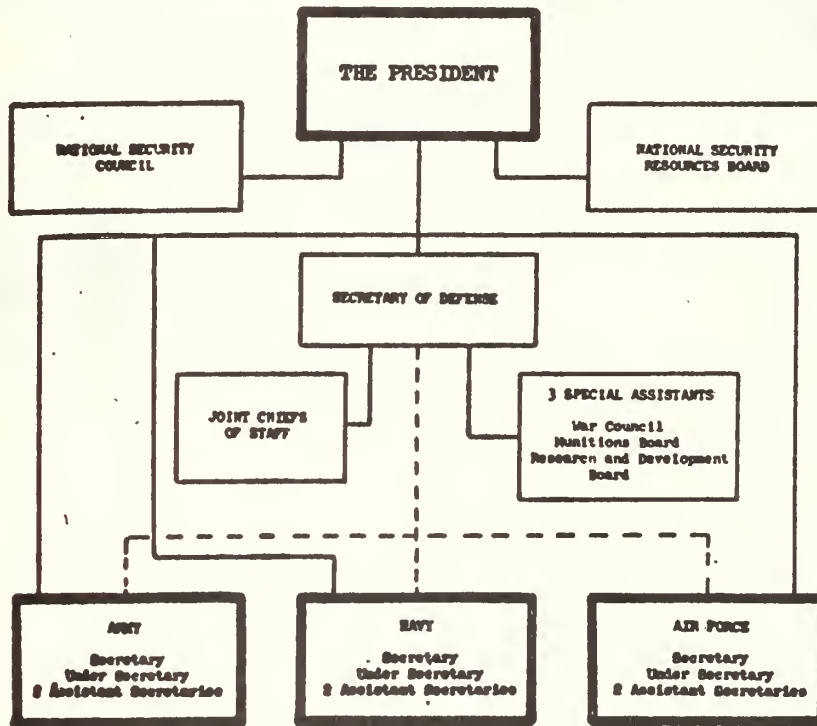 THE PRESIDENT
NATIONAL SECURITY
COUNCIL
NATIONAL SECURITY
RESOURCES BOARD
SECRETARY OF DEFENSE
JOINT CHIEFS
OF STAFF
3 SPECIAL ASSISTANTS
War Council
Munitions Board
Research and Development
Board
ARMY
Secretary
Under Secretary
2 Assistant Secretaries
NAVY
Secretary
Under Secretary
2 Assistant Secretaries
AIR FORCE
Secretary
Under Secretary
2 Assistant Secretaries